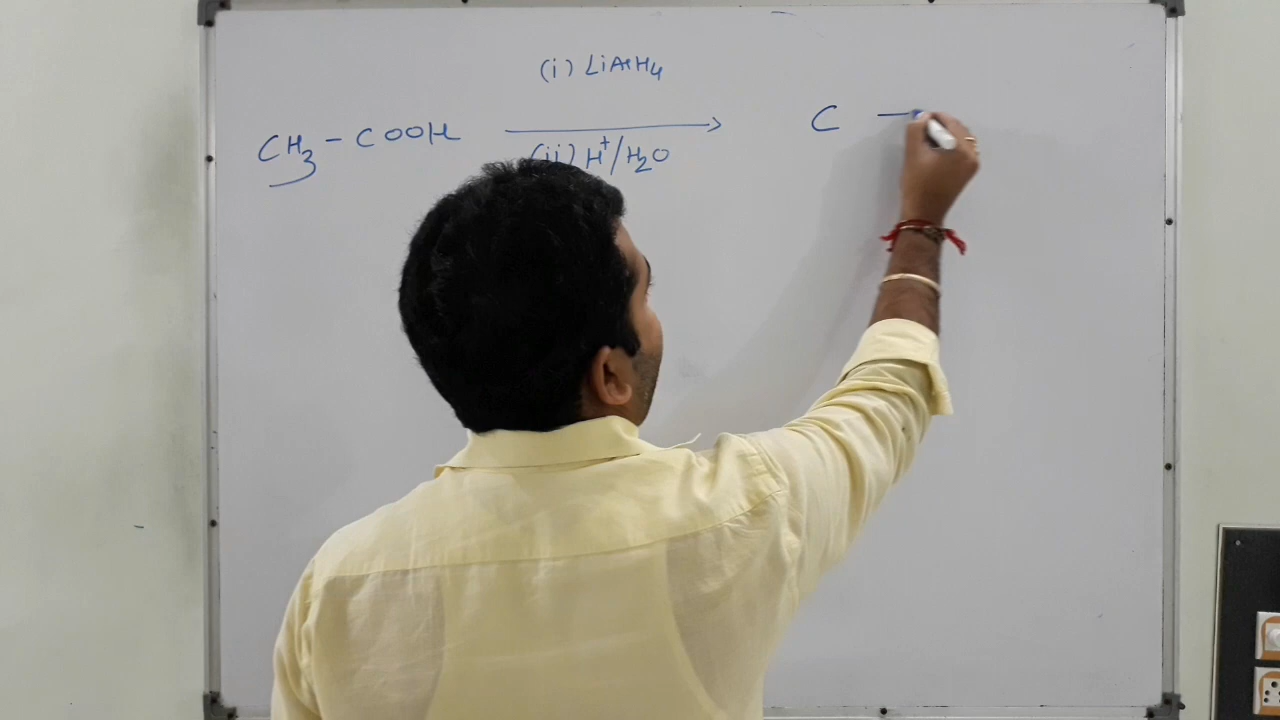 (i) LiAlH4
CH3 - COOH ⟶ C —
(ii) H+/H2O